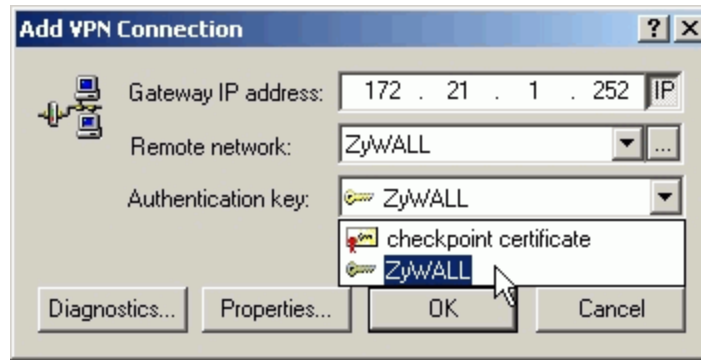 Add VPN Connection
Gateway IP address: 172 . 21 . 1 . 252 IP
Remote network: ZyWALL ...
Authentication key: ZyWALL
checkpoint certificate
ZyWALL
Diagnostics... Properties... OK Cancel